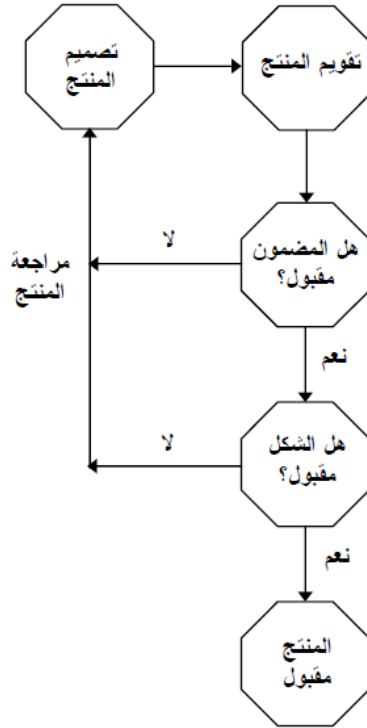 تصميم
المنتج
تقويم المنتج
هل المضمون
مقبول؟
لا
مراجعة
المنتج
نعم
هل الشكل
مقبول؟
لا
نعم
المنتج
مقبول